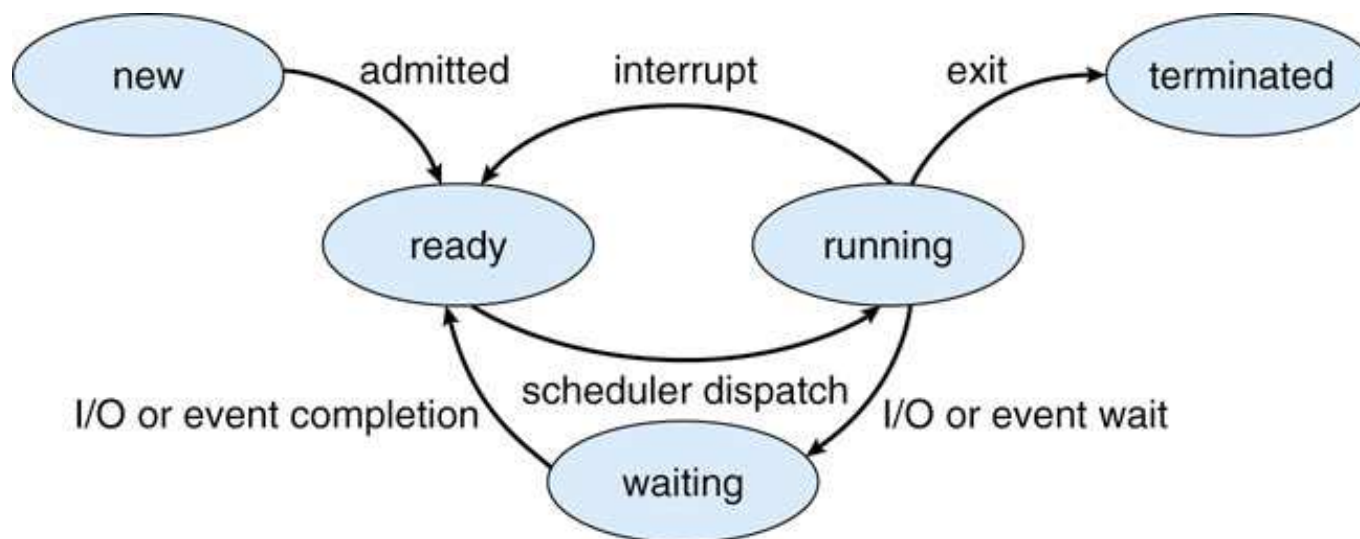 new
admitted
interrupt
exit
terminated
ready
running
scheduler dispatch
I/O or event completion
I/O or event wait
waiting